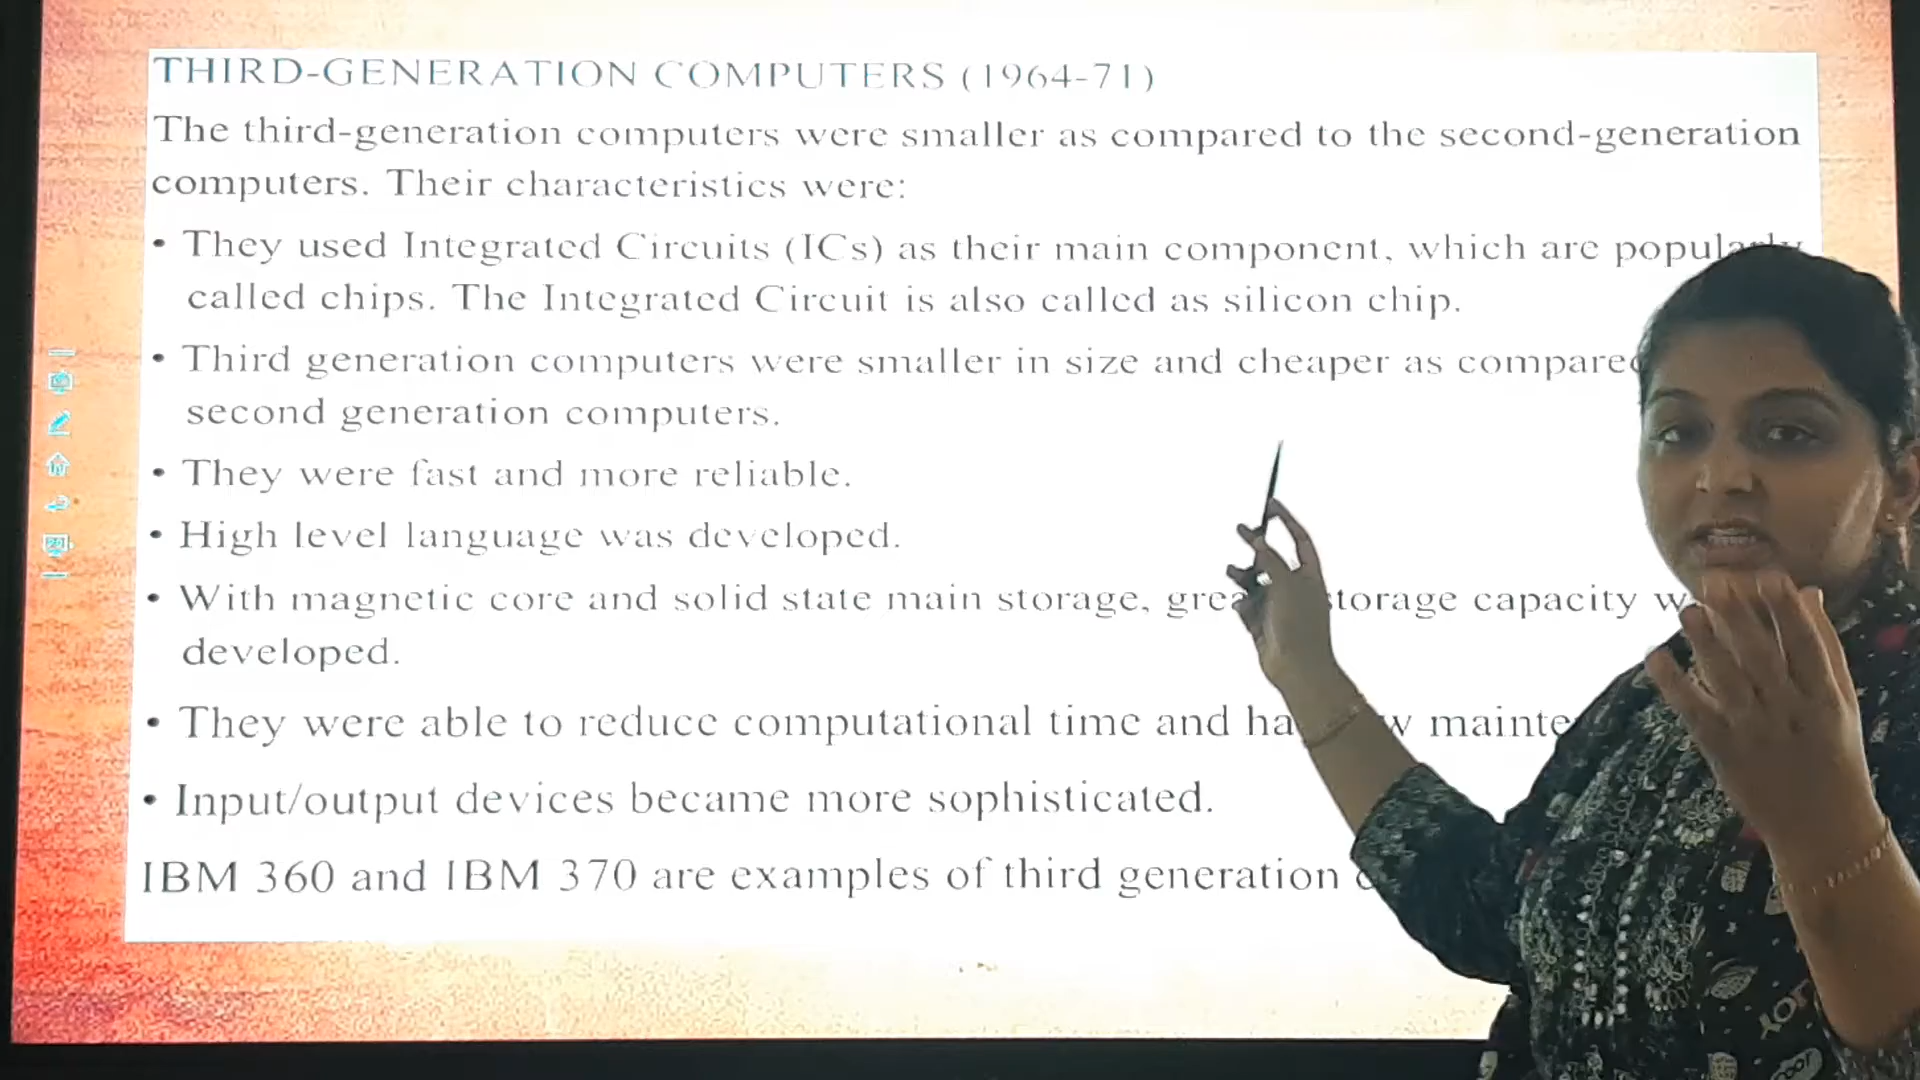 THIRD-GENERATION COMPUTERS (1964-71)
The third-generation computers were smaller as compared to the second-generation
computers. Their characteristics were:
• They used Integrated Circuits (ICs) as their main component, which are popularly
called chips. The Integrated Circuit is also called as silicon chip.
• Third generation computers were smaller in size and cheaper as compared
second generation computers.
• They were fast and more reliable.
• High level language was developed.
• With magnetic core and solid state main storage, storage capacity
developed.
• They were able to reduce computational time and
• Input/output devices became more sophisticated.
IBM 360 and IBM 370 are examples of third generation